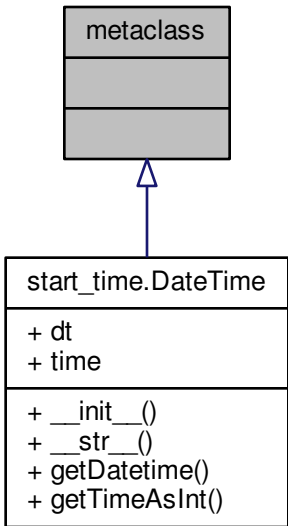 metaclass
start_time.DateTime
+ dt
+ time
+ __init__()
+ __str__()
+ getDatetime()
+ getTimeAsInt()